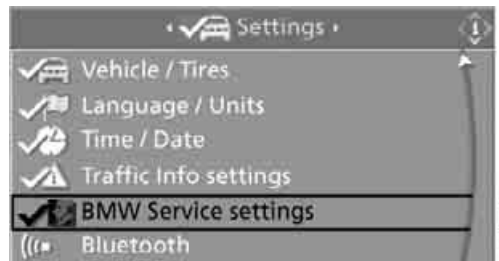 Settings
Vehicle / Tires
Language / Units
Time / Date
Traffic Info settings
BMW Service settings
Bluetooth